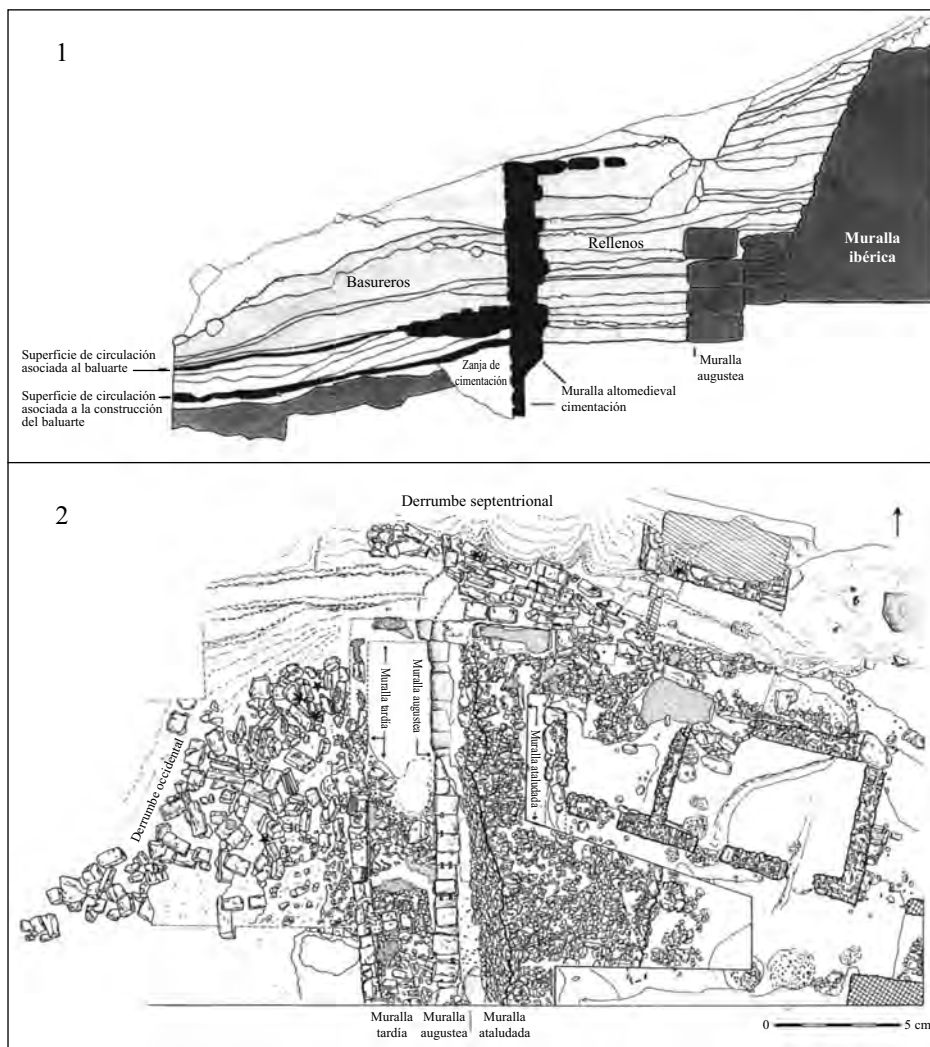 1
Rellenos
Muralla
ibérica
Basureros
Superficie de circulación
asociada al baluarte
Zanja de
cimentación
Muralla
augustea
Superficie de circulación
asociada a la construcción
del baluarte
Muralla altomedieval
cimentación
2
Derrumbe septentrional
Muralla tardía
Muralla augustea
Muralla ataludada
Derrumbe occidental
Muralla
tardía
Muralla
augustea
Muralla
ataludada
0
5 cm